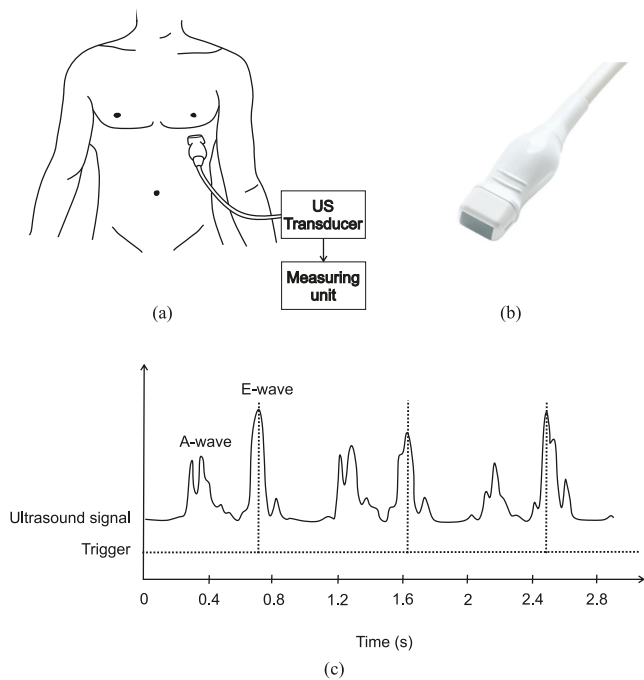 US
Transducer
Measuring
unit
(a)
(b)
E-wave
A-wave
Ultrasound signal
Trigger
0 0.4 0.8 1.2 1.6 2 2.4 2.8
Time (s)
(c)